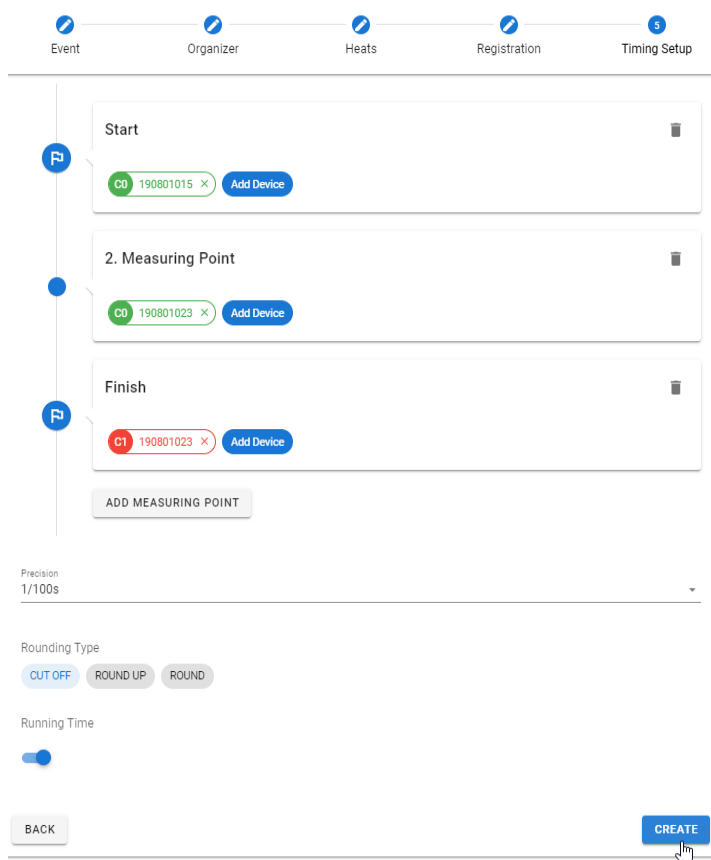 5
Event Organizer Heats Registration Timing Setup
Start
C0 190801015 × Add Device
2. Measuring Point
C0 190801023 × Add Device
Finish
C1 190801023 × Add Device
ADD MEASURING POINT
Precision
1/100s
Rounding Type
CUT OFF ROUND UP ROUND
Running Time
BACK CREATE